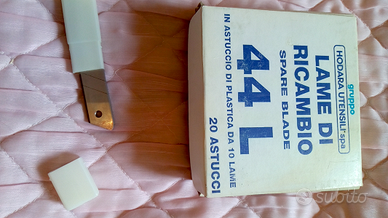 gruppo
HODARA UTENSILI spa
LAME DI
RICAMBIO
SPARE BLADE
44 L
IN ASTUCCIO DI PLASTICA DA 10 LAME
20 ASTUCCI
subito